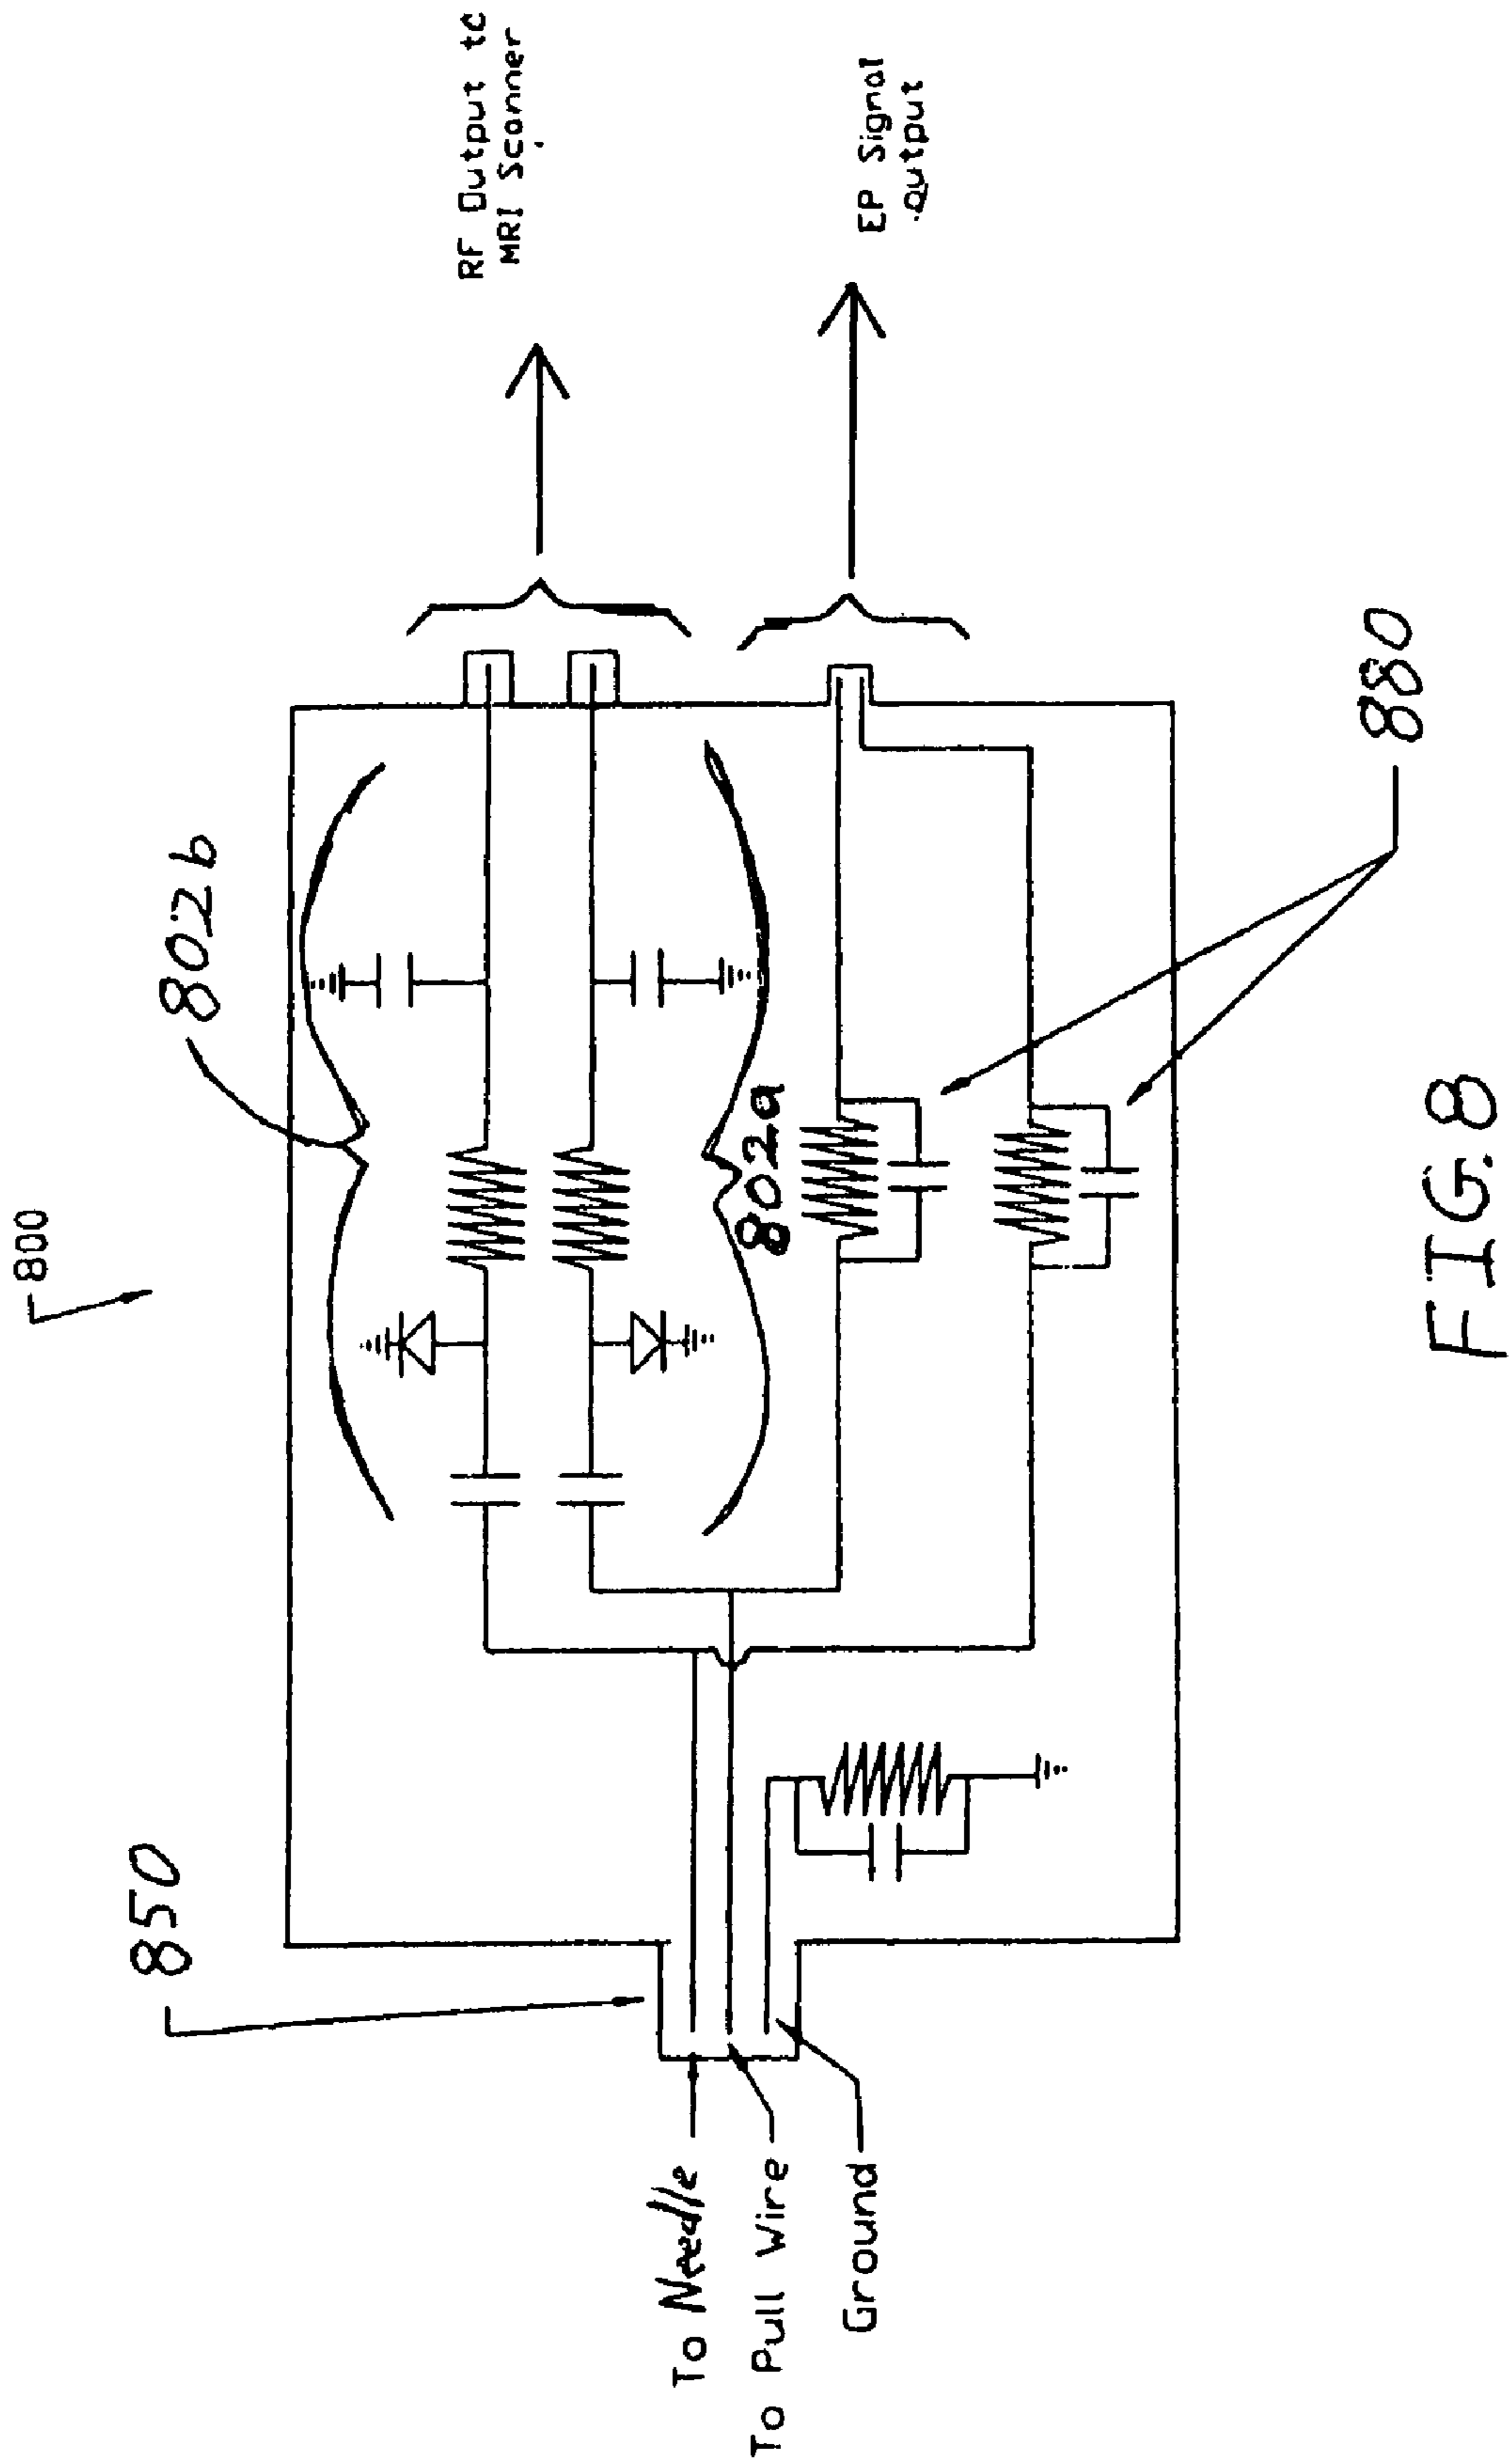 800
802b
850
RF Output to
MRI Scanner
802a
EP Signal
Output
To Needle
To Pull Wire
Ground
880
FIG. 8